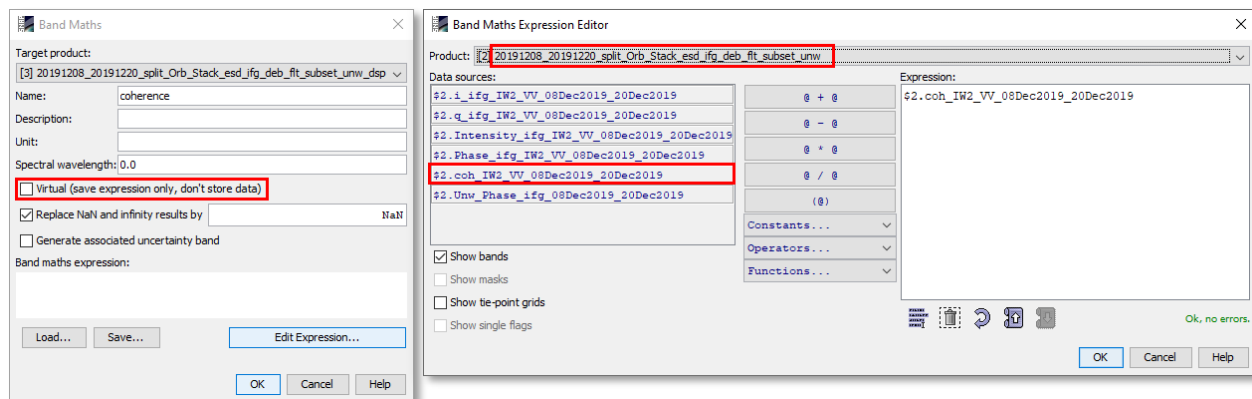 Band Maths
Target product:
[3] 20191208_20191220_split_Orb_Stack_esd_ifg_deb_flt_subset_unw_dsp
Name: coherence
Description:
Unit:
Spectral wavelength: 0.0
Virtual (save expression only, don't store data)
Replace NaN and infinity results by NaN
Generate associated uncertainty band
Band maths expression:
Load... Save... Edit Expression...
OK Cancel Help
Band Maths Expression Editor
Product: [2] 20191208_20191220_split_Orb_Stack_esd_ifg_deb_flt_subset_unw
Data sources: Expression:
$2.i_ifg_IW2_VV_08Dec2019_20Dec2019 @ + @ $2.coh_IW2_VV_08Dec2019_20Dec2019
$2.q_ifg_IW2_VV_08Dec2019_20Dec2019 @ - @
$2.Intensity_ifg_IW2_VV_08Dec2019_20Dec2019 @ * @
$2.Phase_ifg_IW2_VV_08Dec2019_20Dec2019
$2.coh_IW2_VV_08Dec2019_20Dec2019 @ / @
$2.Unw_Phase_ifg_08Dec2019_20Dec2019 (@)
Constants...
Operators...
Functions...
Show bands
Show masks
Show tie-point grids
Show single flags
Ok, no errors.
OK Cancel Help